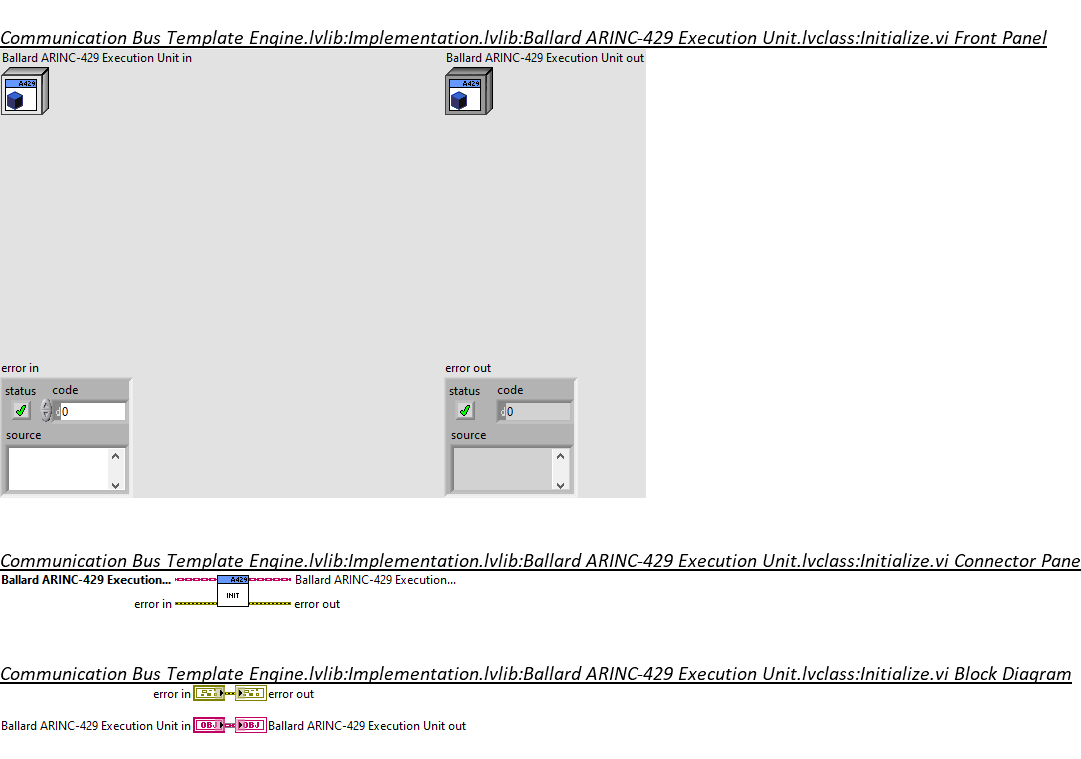 Communication Bus Template Engine.lvlib:Implementation.lvlib:Ballard ARINC-429 Execution Unit.lvclass:Initialize.vi Front Panel
Ballard ARINC-429 Execution Unit in
Ballard ARINC-429 Execution Unit out
A429
A429
error in
error out
status code
status code
d 0
d 0
source
source
Communication Bus Template Engine.lvlib:Implementation.lvlib:Ballard ARINC-429 Execution Unit.lvclass:Initialize.vi Connector Pane
Ballard ARINC-429 Execution...
A429
Ballard ARINC-429 Execution...
INIT
error in
error out
Communication Bus Template Engine.lvlib:Implementation.lvlib:Ballard ARINC-429 Execution Unit.lvclass:Initialize.vi Block Diagram
error in
error out
Ballard ARINC-429 Execution Unit in
OBJ
OBJ
Ballard ARINC-429 Execution Unit out